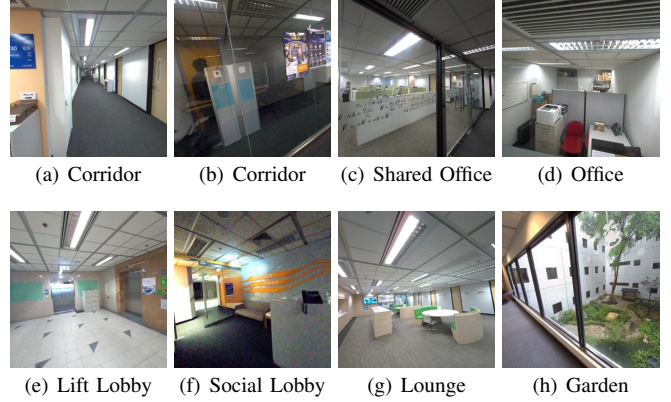 (a) Corridor
(b) Corridor
(c) Shared Office
(d) Office
(e) Lift Lobby
(f) Social Lobby
(g) Lounge
(h) Garden